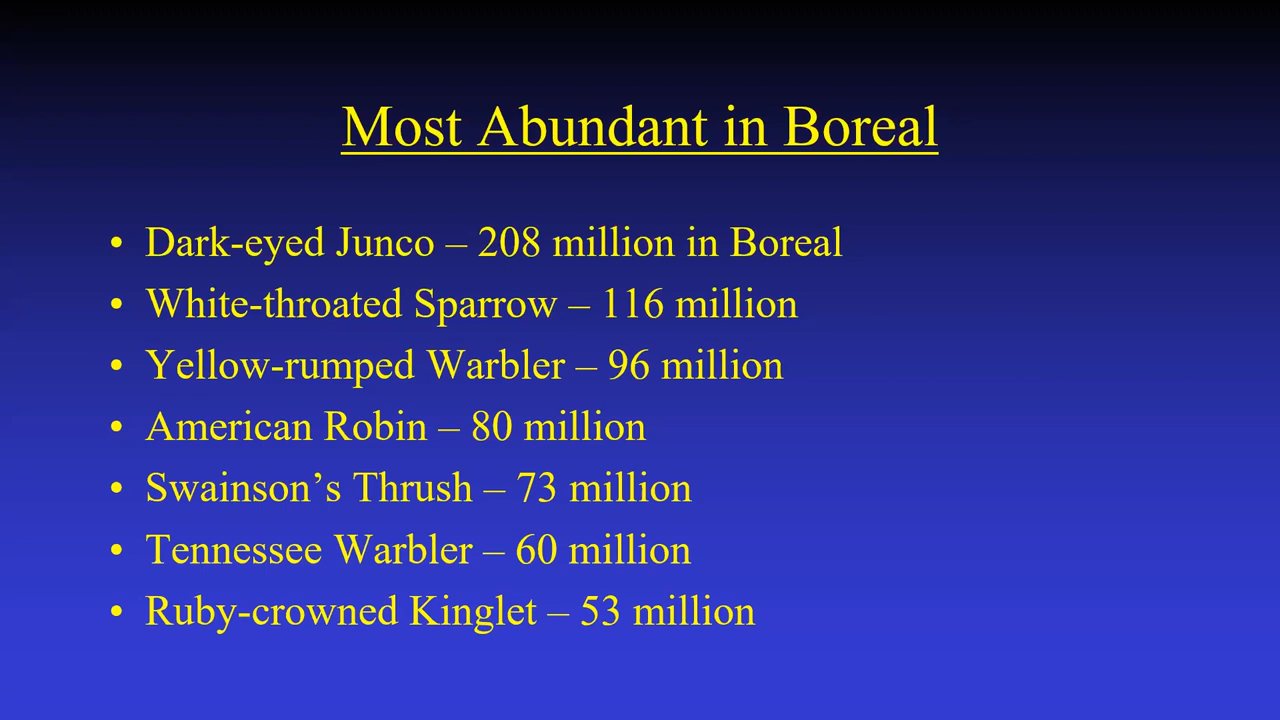 Most Abundant in Boreal
• Dark-eyed Junco – 208 million in Boreal
• White-throated Sparrow – 116 million
• Yellow-rumped Warbler – 96 million
• American Robin – 80 million
• Swainson’s Thrush – 73 million
• Tennessee Warbler – 60 million
• Ruby-crowned Kinglet – 53 million